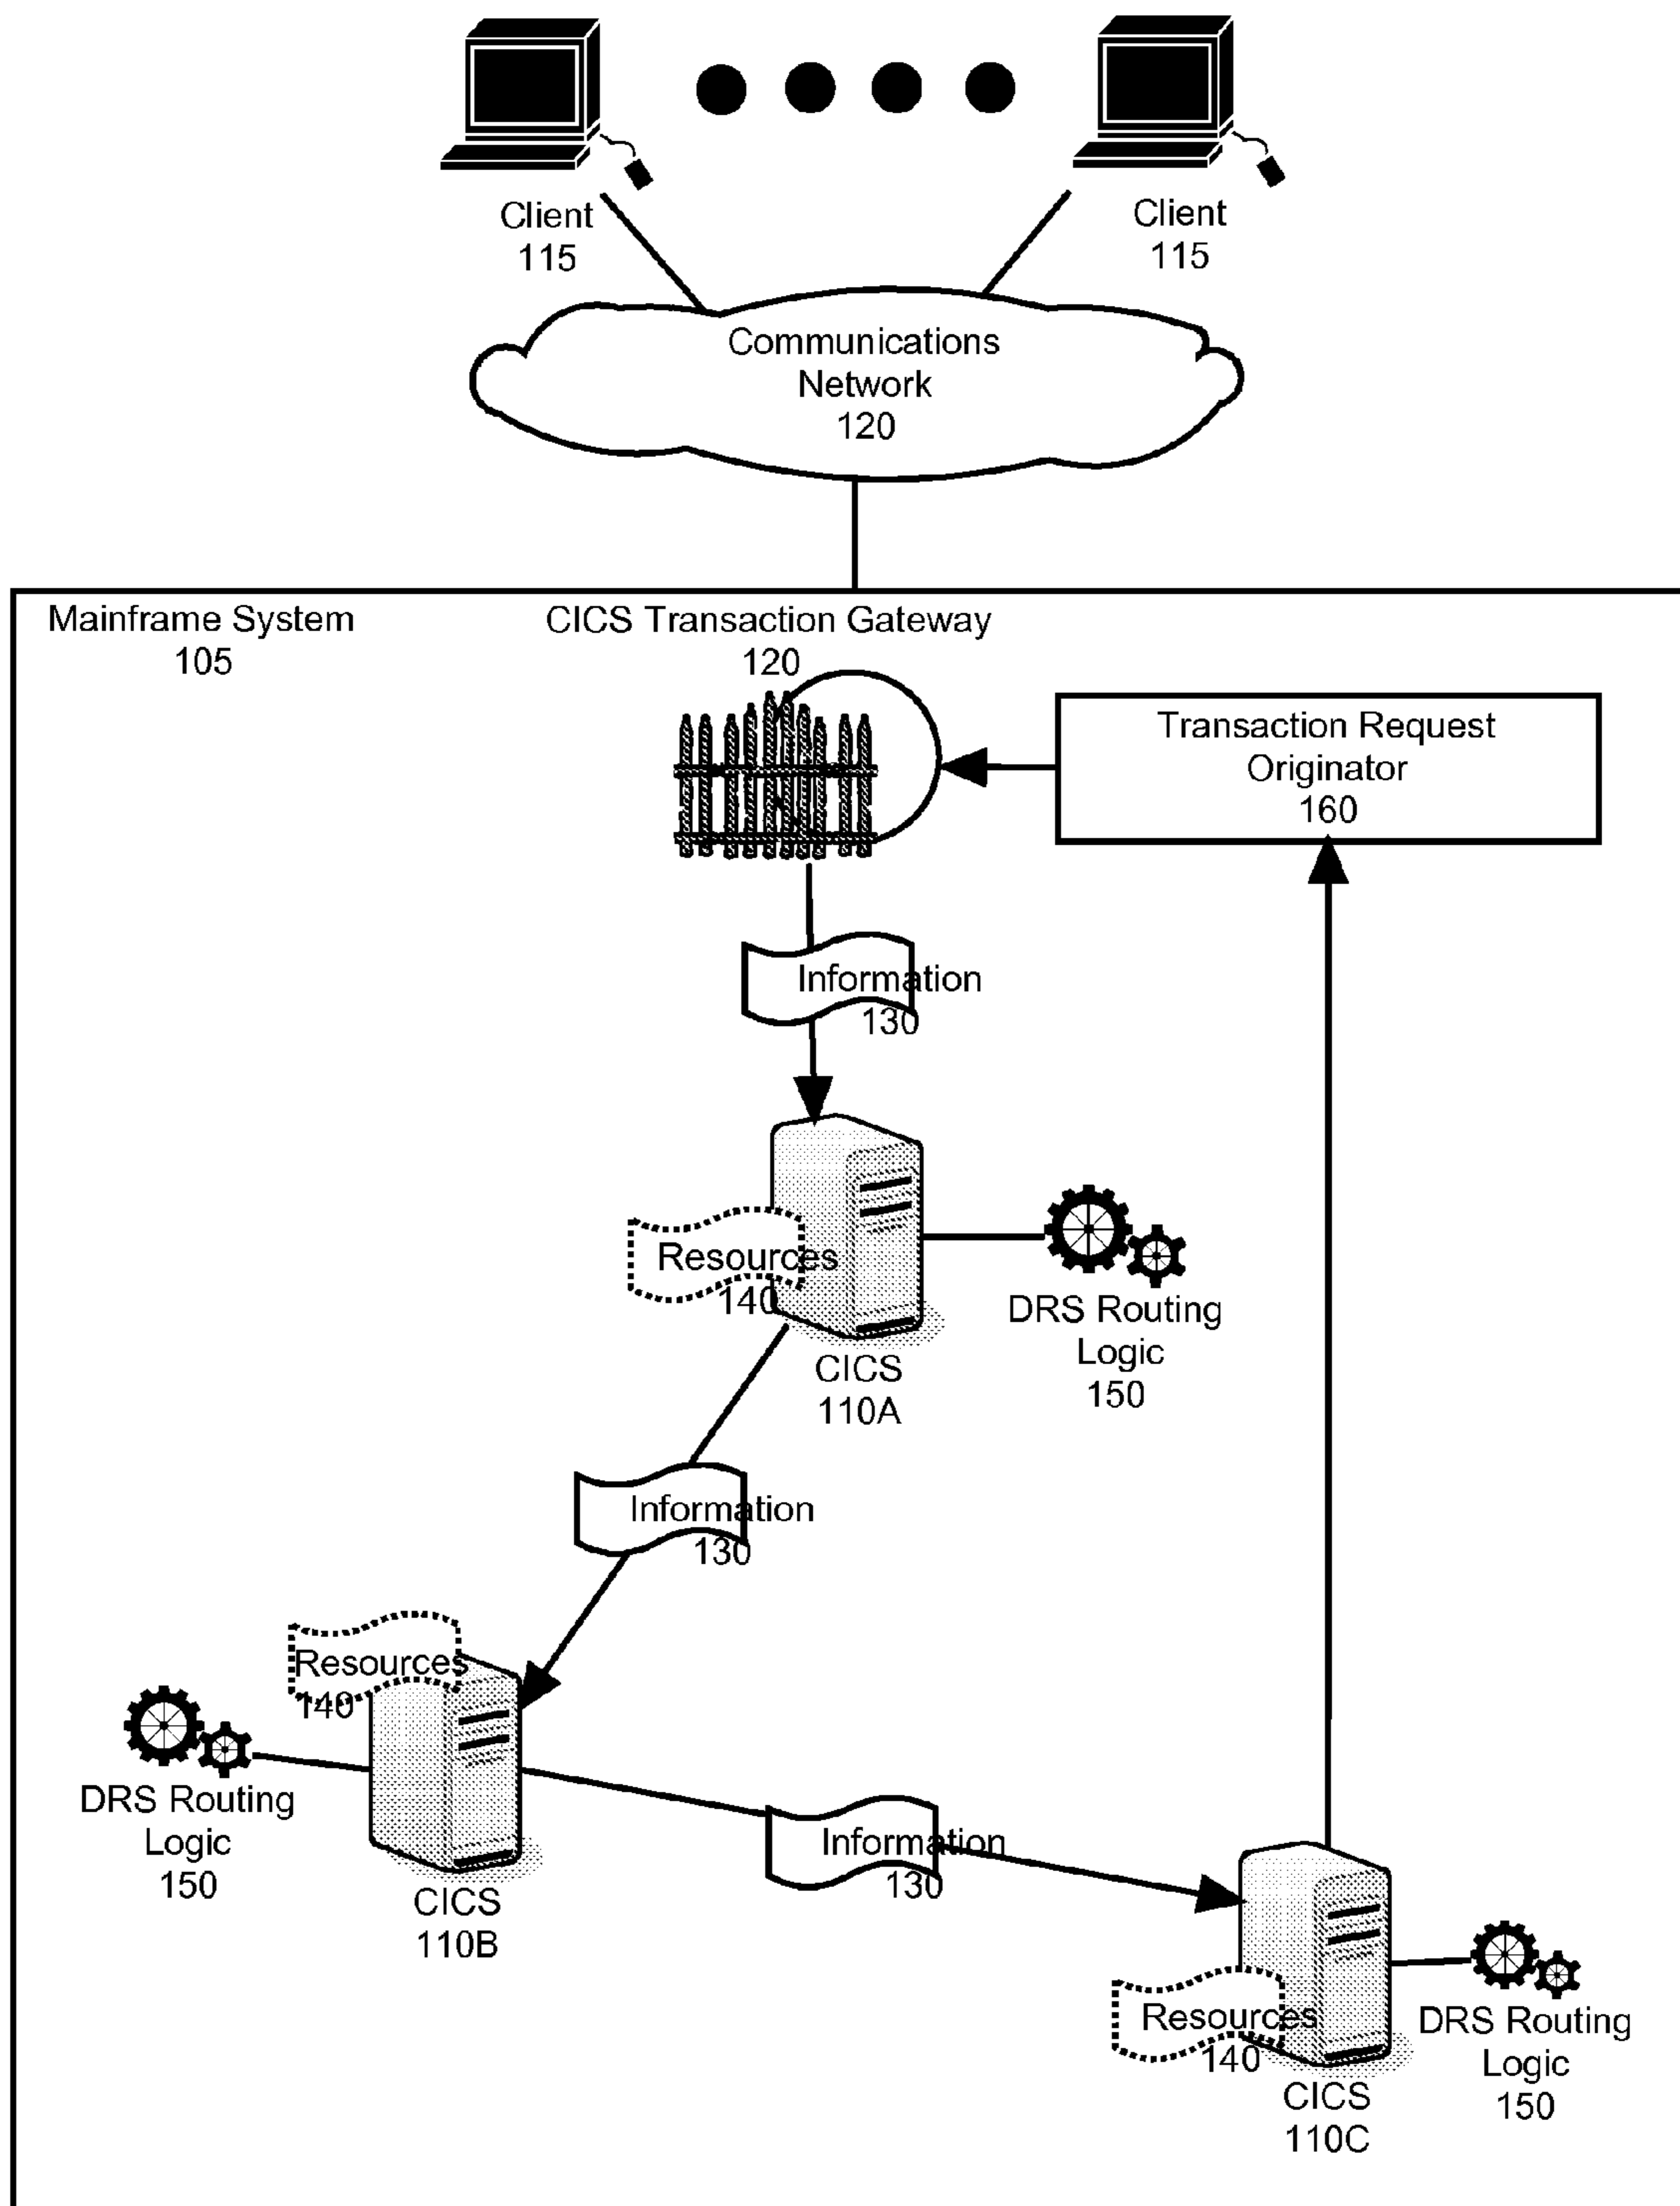 Client
115
Client
115
Communications
Network
120
Mainframe System
105
CICS Transaction Gateway
120
Transaction Request
Originator
160
Information
130
Resources
140
DRS Routing
Logic
150
CICS
110A
Information
130
Resources
140
DRS Routing
Logic
150
CICS
110B
Information
130
Resources
140
CICS
110C
DRS Routing
Logic
150